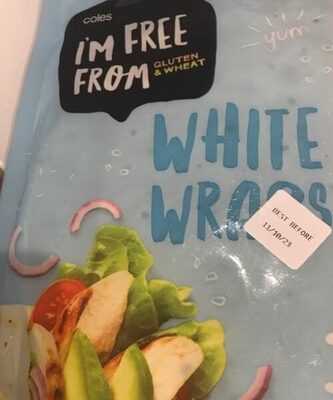 coles
I'M FREE
FROM GLUTEN
& WHEAT
yum
WHITE
WRAPS
BEST BEFORE
11/10/23